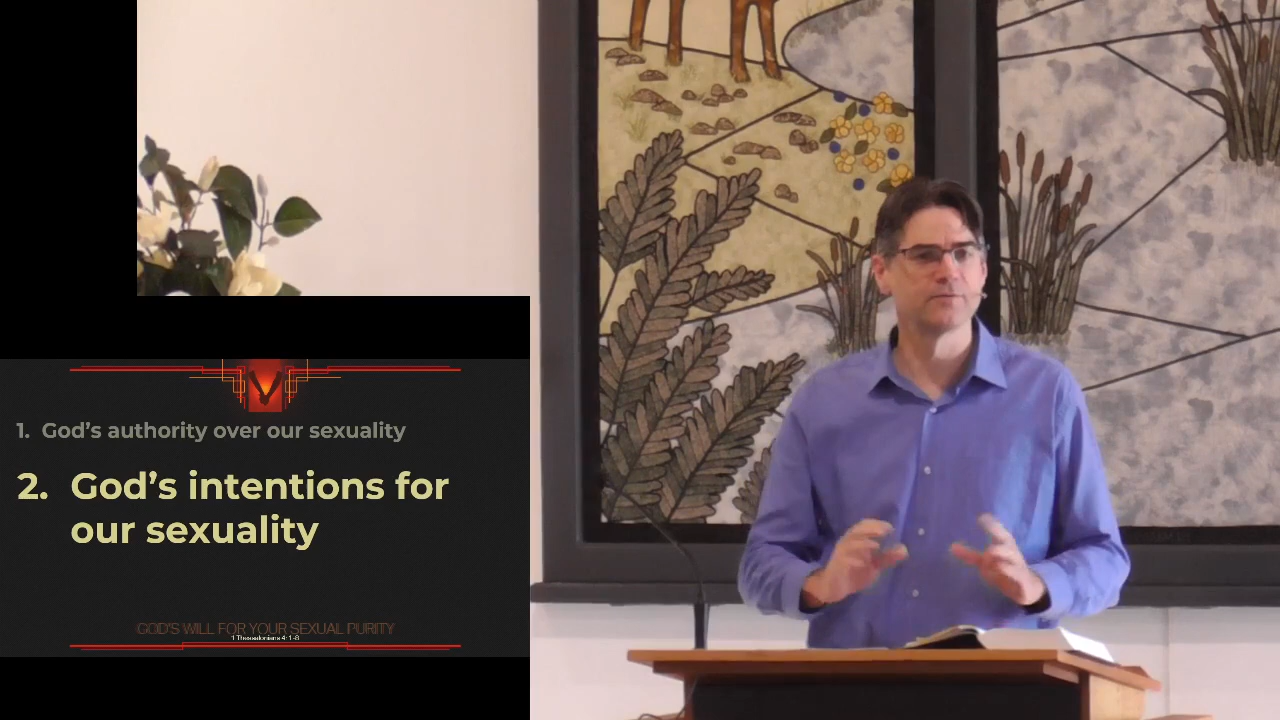 1. God's authority over our sexuality
2. God's intentions for
our sexuality
GOD'S WILL FOR YOUR SEXUAL PURITY
1 Thessalonians 4:1-8